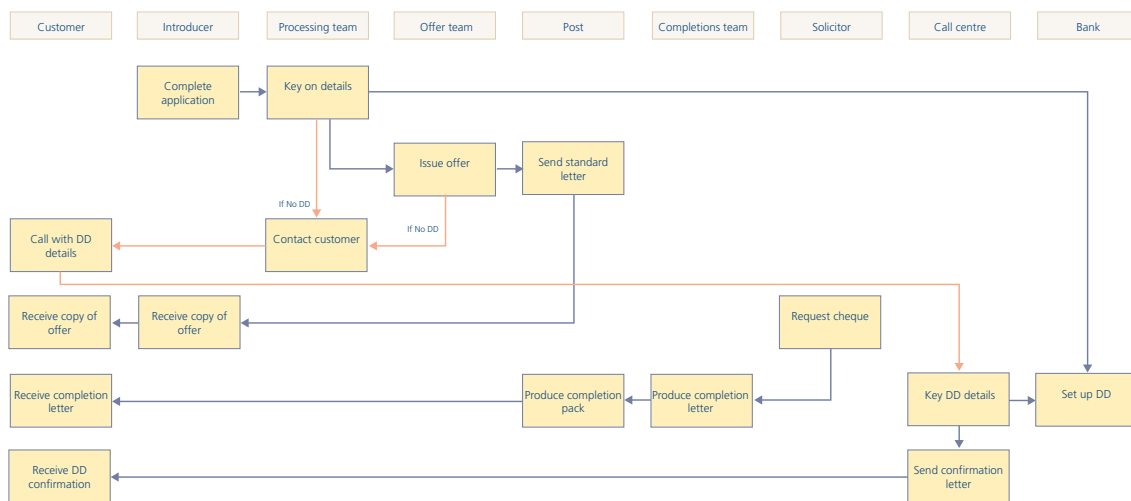 Customer
Introducer
Processing team
Offer team
Post
Completions team
Solicitor
Call centre
Bank
Complete
application
Key on details
Issue offer
Send standard
letter
If No DD
If No DD
Call with DD
details
Contact customer
Receive copy of
offer
Receive copy of
offer
Request cheque
Receive completion
letter
Produce completion
pack
Produce completion
letter
Key DD details
Set up DD
Receive DD
confirmation
Send confirmation
letter